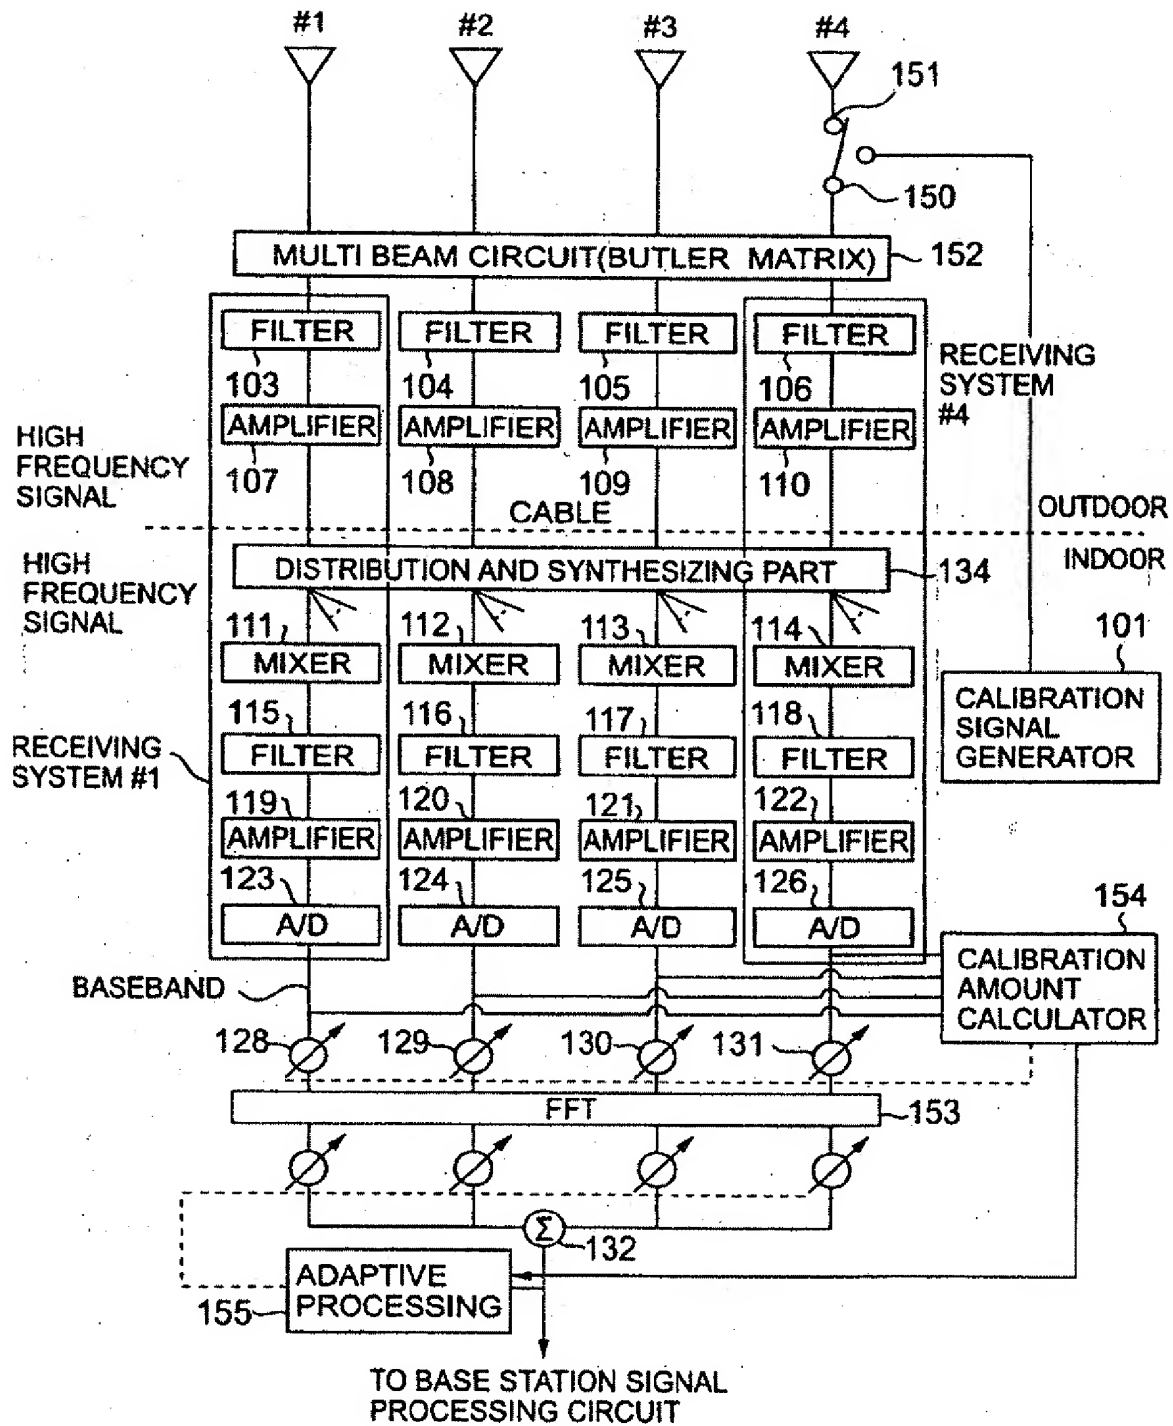 #1
#2
#3
#4
151
150
MULTI BEAM CIRCUIT(BUTLER MATRIX)
152
FILTER
FILTER
FILTER
FILTER
103
104
105
106
RECEIVING
SYSTEM
#4
AMPLIFIER
AMPLIFIER
AMPLIFIER
AMPLIFIER
107
108
109
110
HIGH
FREQUENCY
SIGNAL
CABLE
OUTDOOR
INDOOR
HIGH
FREQUENCY
SIGNAL
DISTRIBUTION AND SYNTHESIZING PART
134
111
112
113
114
101
MIXER
MIXER
MIXER
MIXER
CALIBRATION
SIGNAL
GENERATOR
115
116
117
118
RECEIVING
SYSTEM #1
FILTER
FILTER
FILTER
FILTER
119
120
121
122
AMPLIFIER
AMPLIFIER
AMPLIFIER
AMPLIFIER
123
124
125
126
154
A/D
A/D
A/D
A/D
CALIBRATION
AMOUNT
CALCULATOR
BASEBAND
128
129
130
131
FFT
153
Σ
132
ADAPTIVE
PROCESSING
155
TO BASE STATION SIGNAL
PROCESSING CIRCUIT